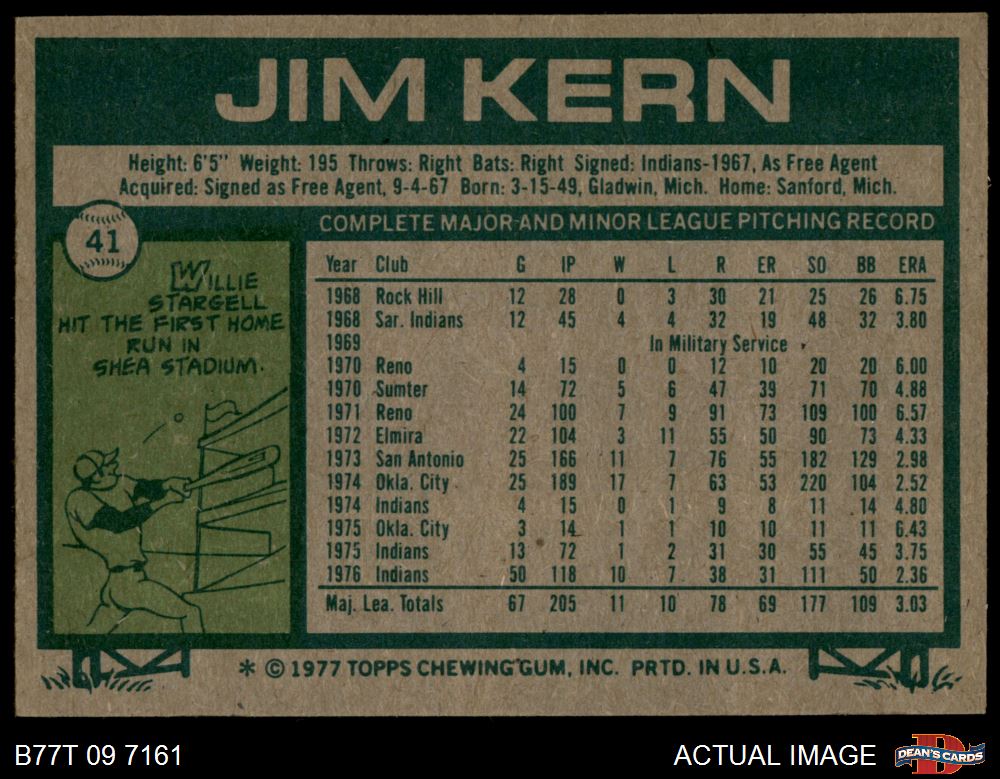 JIM KERN
Height: 6'5" Weight: 195 Throws: Right Bats: Right Signed: Indians-1967, As Free Agent
Acquired: Signed as Free Agent, 9-4-67 Born: 3-15-49, Gladwin, Mich. Home: Sanford, Mich.
41
WILLIE
STARGELL
HIT THE FIRST HOME
RUN IN
SHEA STADIUM.
COMPLETE MAJOR AND MINOR LEAGUE PITCHING RECORD
Year Club G IP W L R ER SO BB ERA
1968 Rock Hill 12 28 0 3 30 21 25 26 6.75
1968 Sar. Indians 12 45 4 4 32 19 48 32 3.80
1969 In Military Service
1970 Reno 4 15 0 0 12 10 20 20 6.00
1970 Sumter 14 72 5 6 47 39 71 70 4.88
1971 Reno 24 100 7 9 91 73 109 100 6.57
1972 Elmira 22 104 3 11 55 50 90 73 4.33
1973 San Antonio 25 166 11 7 76 55 182 129 2.98
1974 Okla. City 25 189 17 7 63 53 220 104 2.52
1974 Indians 4 15 0 1 9 8 11 14 4.80
1975 Okla. City 3 14 1 1 10 10 11 11 6.43
1975 Indians 13 72 1 2 31 30 55 45 3.75
1976 Indians 50 118 10 7 38 31 111 50 2.36
Maj. Lea. Totals 67 205 11 10 78 69 177 109 3.03
* © 1977 TOPPS CHEWING GUM, INC. PRTD. IN U.S.A.
B77T 09 7161
ACTUAL IMAGE
D
DEAN'S CARDS